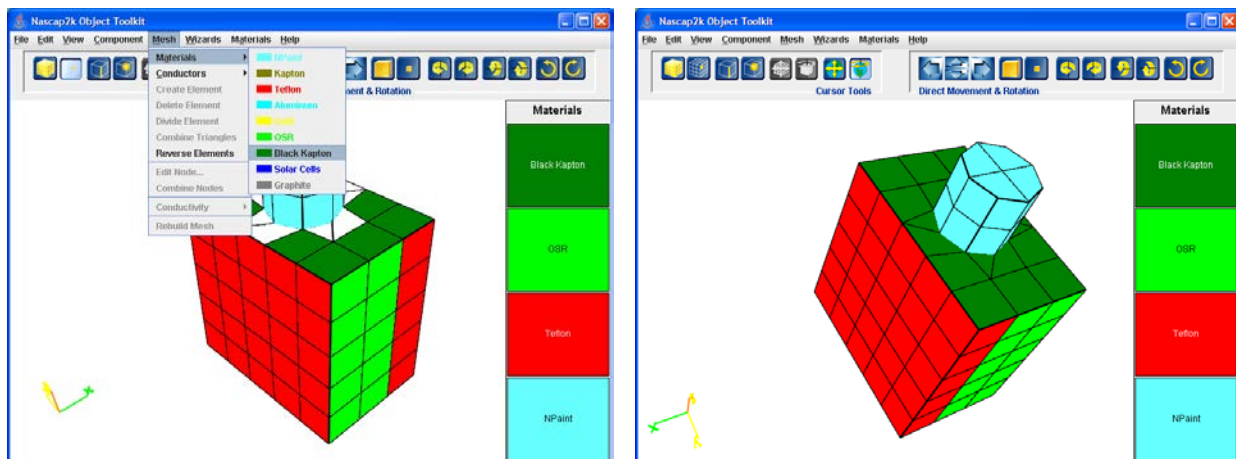 Nascap2k Object Toolkit
File Edit View Component Mesh Wizards Materials Help
Materials
Conductors
Create Element
Delete Element
Divide Element
Combine Triangles
Reverse Elements
Edit Node...
Combine Nodes
Conductivity
Rebuild Mesh
NPaint
Kapton
Teflon
Aluminum
OSR
Black Kapton
Solar Cells
Graphite
ment & Rotation
Materials
Black Kapton
OSR
Teflon
NPaint
x
Nascap2k Object Toolkit
File Edit View Component Mesh Wizards Materials Help
Cursor Tools
Direct Movement & Rotation
Materials
Black Kapton
OSR
Teflon
NPaint
x